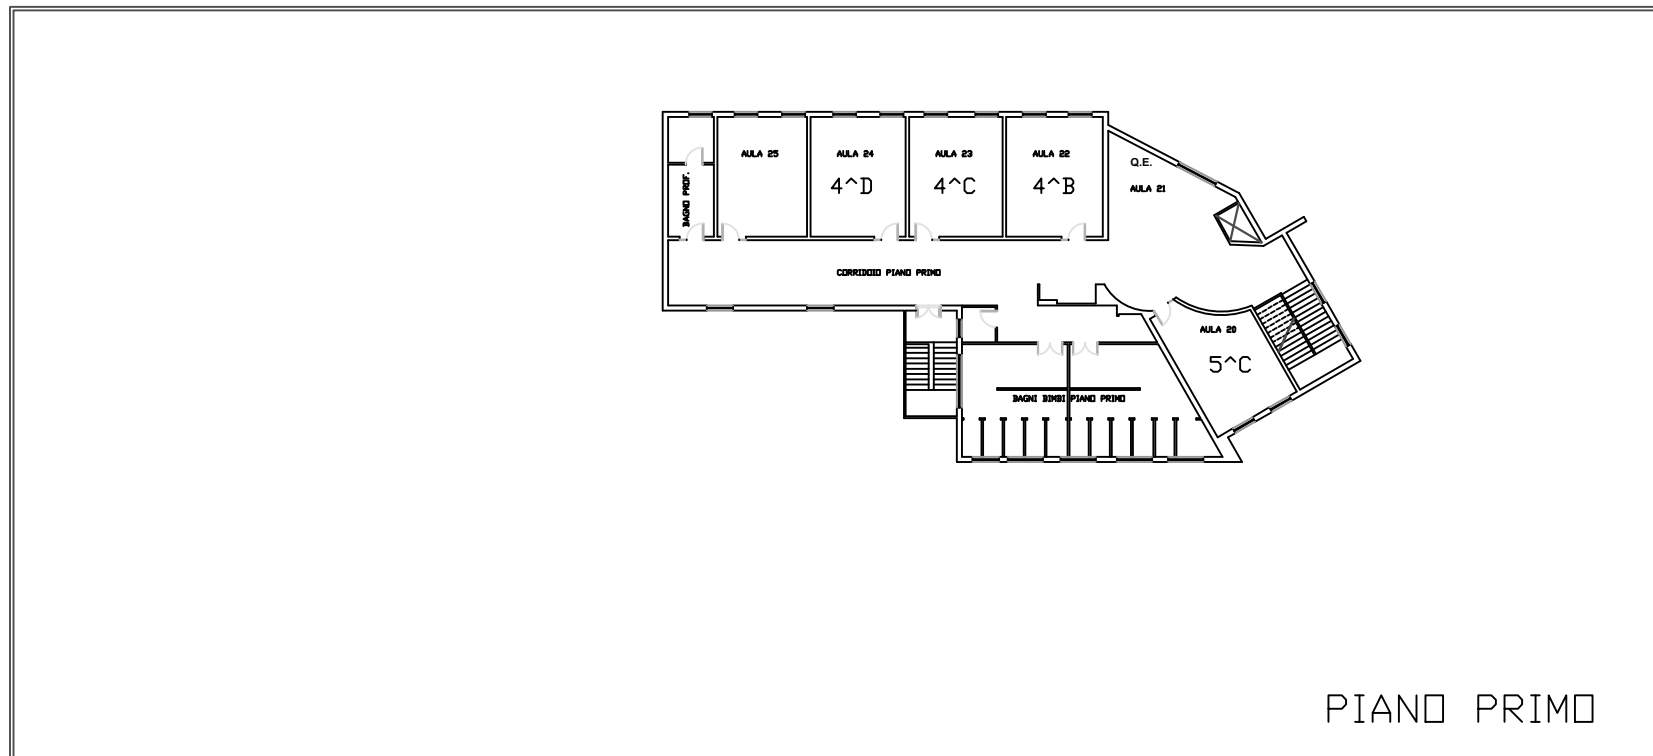 AULA 25
AULA 24
4^D
AULA 23
4^C
AULA 22
4^B
Q.E.
AULA 21
BAGNO PROF.
CORRIDOIO PIANO PRIMO
AULA 20
5^C
BAGNI BIMBI PIANO PRIMO
PIANO PRIMO